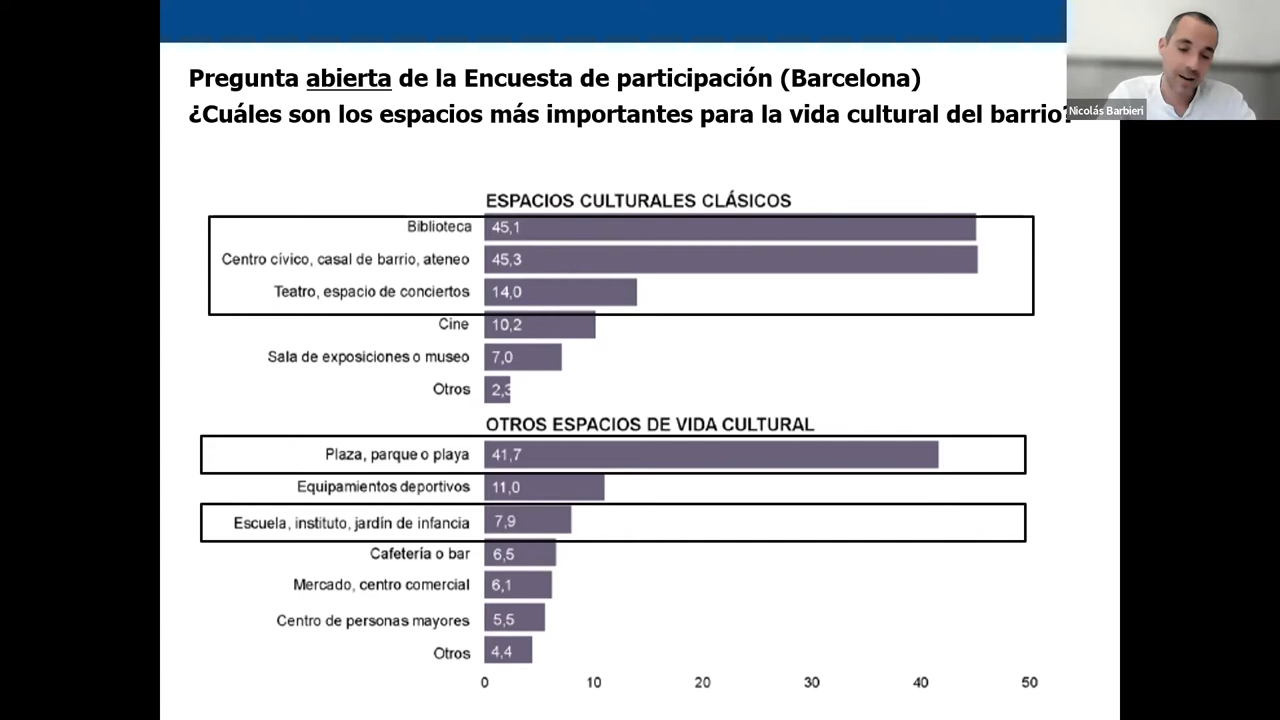 Pregunta abierta de la Encuesta de participación (Barcelona)
¿Cuáles son los espacios más importantes para la vida cultural del barrio?
Nicolás Barbieri
ESPACIOS CULTURALES CLÁSICOS
Biblioteca 45,1
Centro cívico, casal de barrio, ateneo 45,3
Teatro, espacio de conciertos 14,0
Cine 10,2
Sala de exposiciones o museo 7,0
Otros 2,3
OTROS ESPACIOS DE VIDA CULTURAL
Plaza, parque o playa 41,7
Equipamientos deportivos 11,0
Escuela, instituto, jardín de infancia 7,9
Cafetería o bar 6,5
Mercado, centro comercial 6,1
Centro de personas mayores 5,5
Otros 4,4
0 10 20 30 40 50